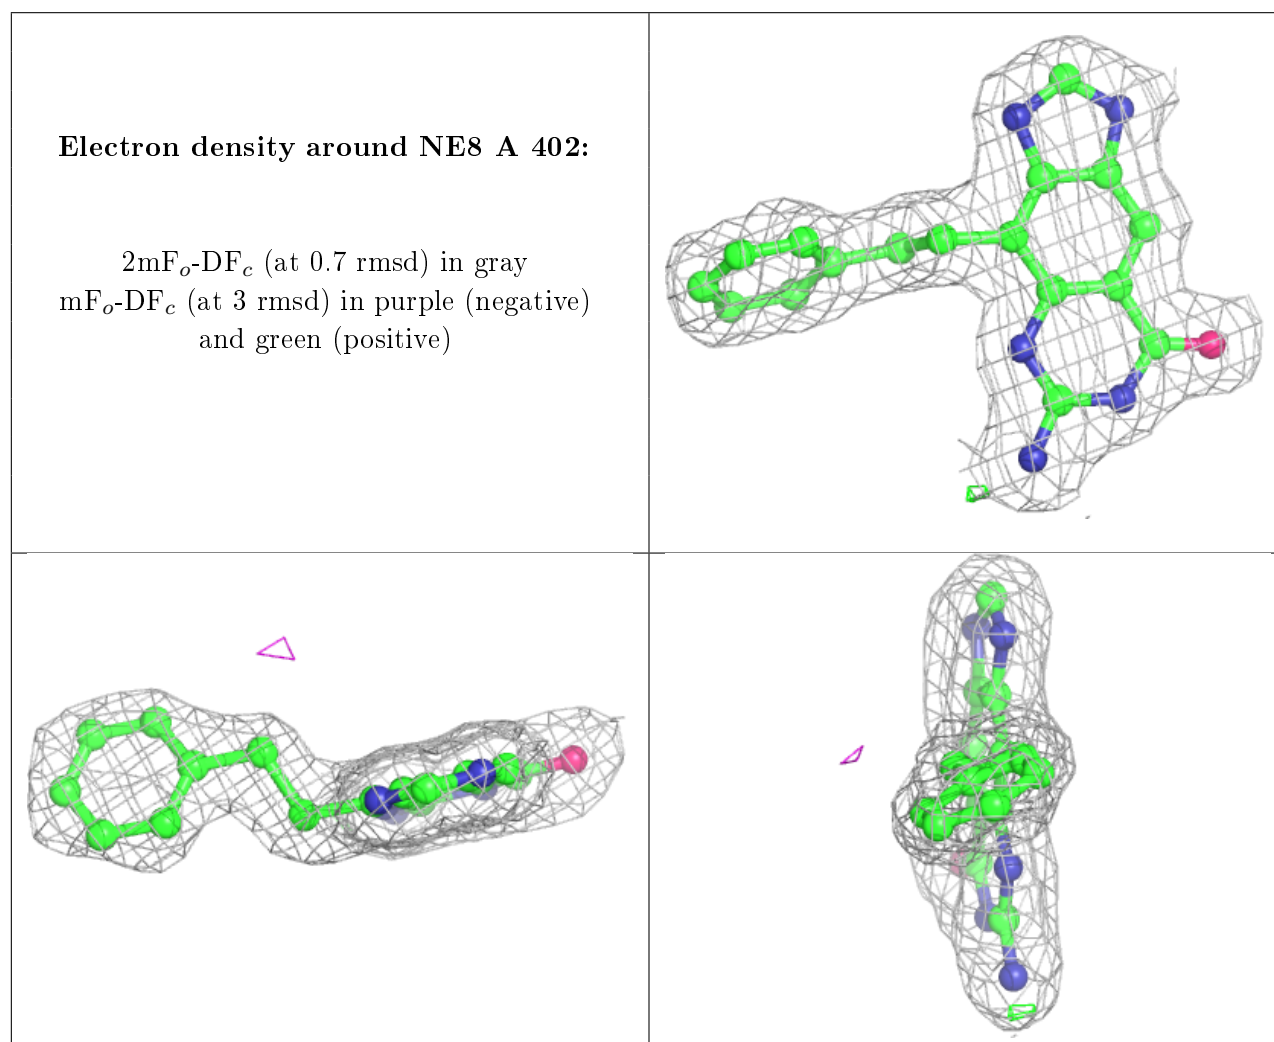 Electron density around NE8 A 402:
2mFo-DFc (at 0.7 rmsd) in gray
mFo-DFc (at 3 rmsd) in purple (negative)
and green (positive)